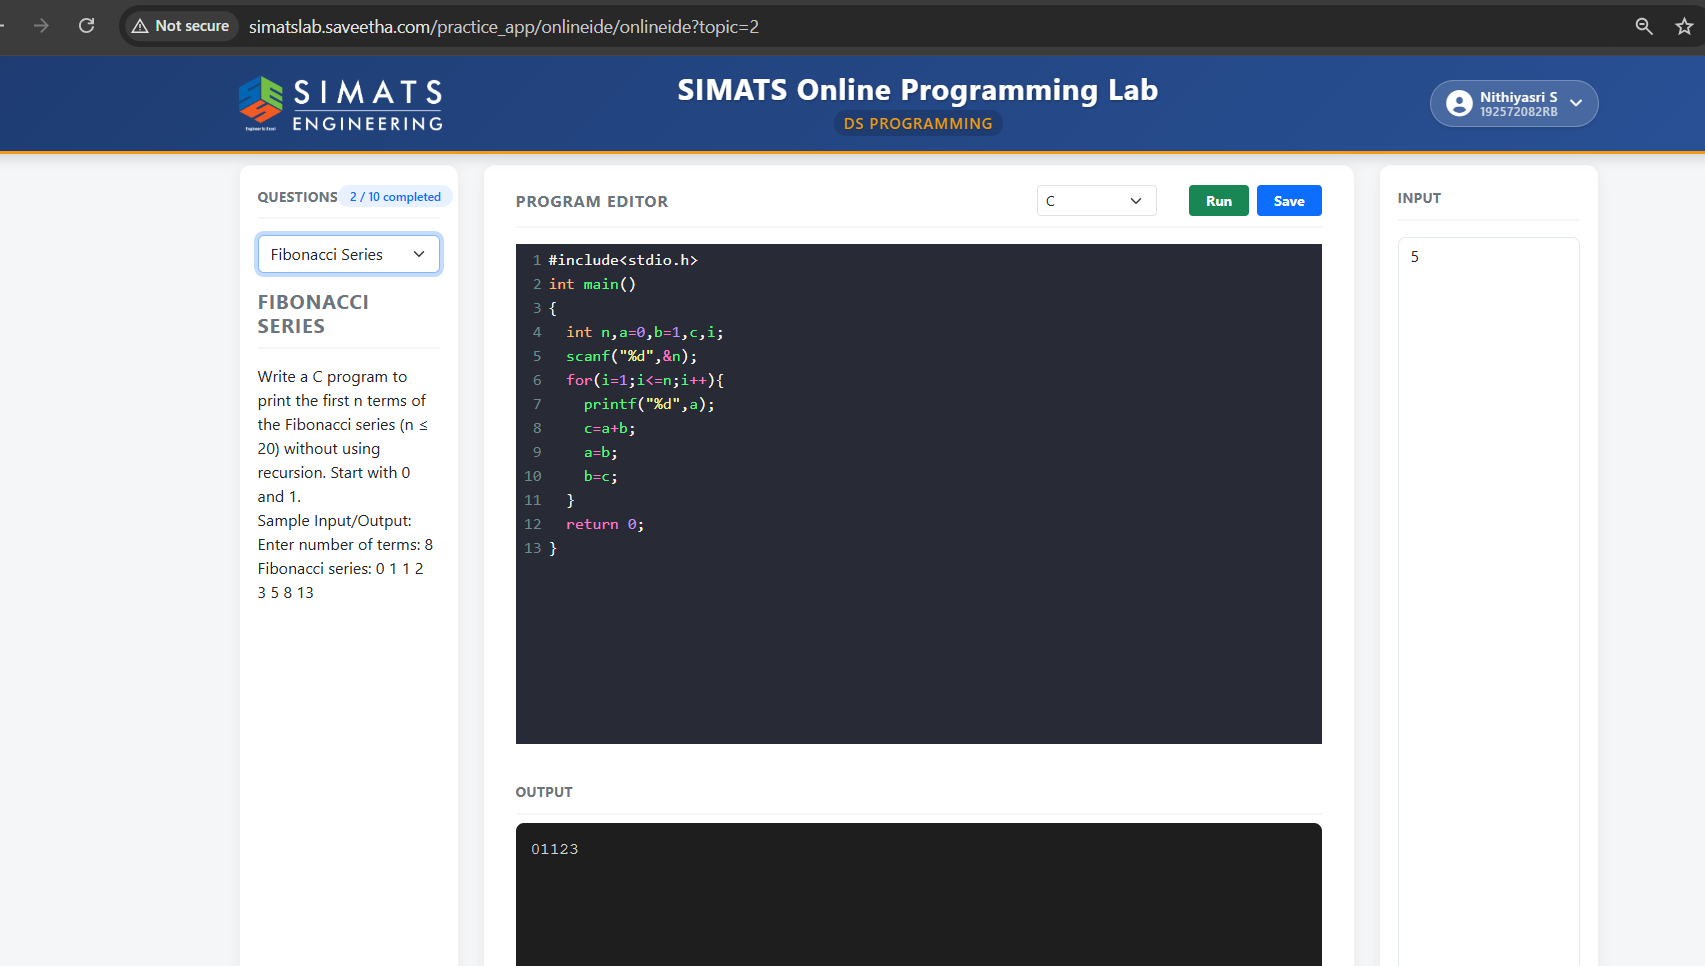 Not secure simatslab.saveetha.com/practice_app/onlineide/onlineide?topic=2
SIMATS
ENGINEERING
Engineer to Excel
SIMATS Online Programming Lab
DS PROGRAMMING
Nithiyasri S
192572082RB
QUESTIONS 2 / 10 completed
Fibonacci Series
FIBONACCI
SERIES
Write a C program to
print the first n terms of
the Fibonacci series (n ≤
20) without using
recursion. Start with 0
and 1.
Sample Input/Output:
Enter number of terms: 8
Fibonacci series: 0 1 1 2
3 5 8 13
PROGRAM EDITOR C Run Save
1 #include<stdio.h>
2 int main()
3 {
4   int n,a=0,b=1,c,i;
5   scanf("%d",&n);
6   for(i=1;i<=n;i++){
7     printf("%d",a);
8     c=a+b;
9     a=b;
10     b=c;
11   }
12   return 0;
13 }
OUTPUT
01123
INPUT
5